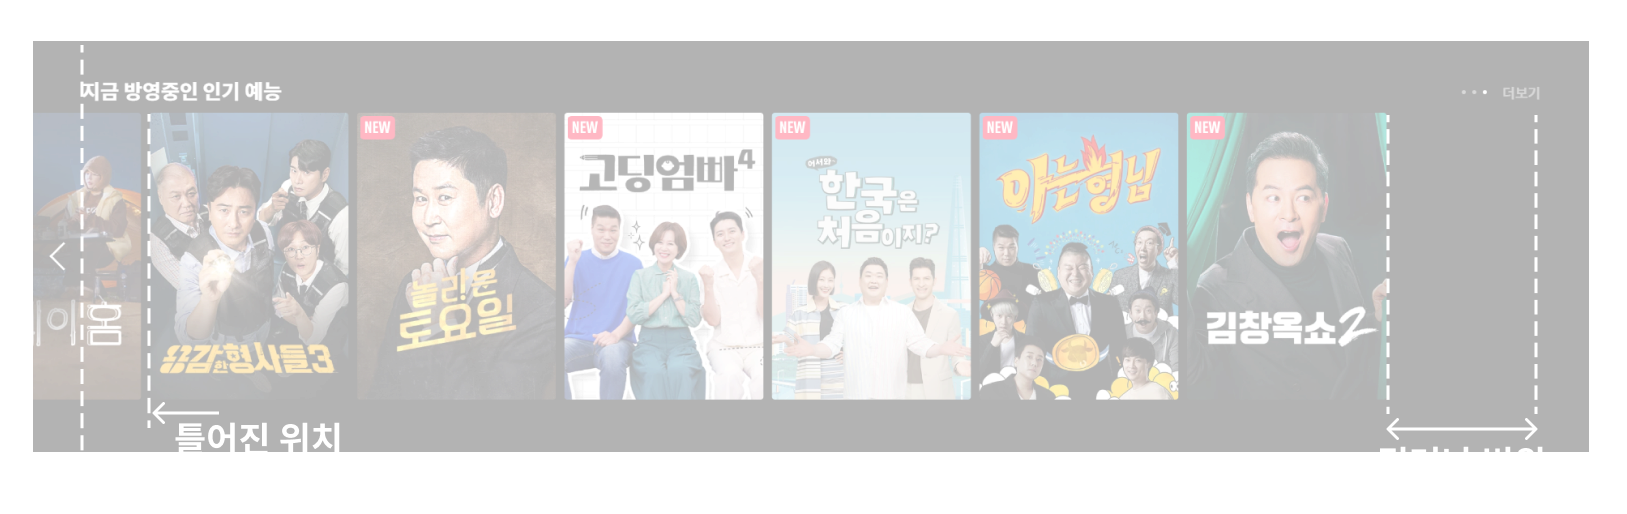 지금 방영중인 인기 예능
더보기
NEW
NEW
NEW
NEW
NEW
용감한 형사들3
놀라운
토요일
고딩엄빠4
어서와~
한국은
처음이지?
아는형님
김창옥쇼2
틀어진 위치